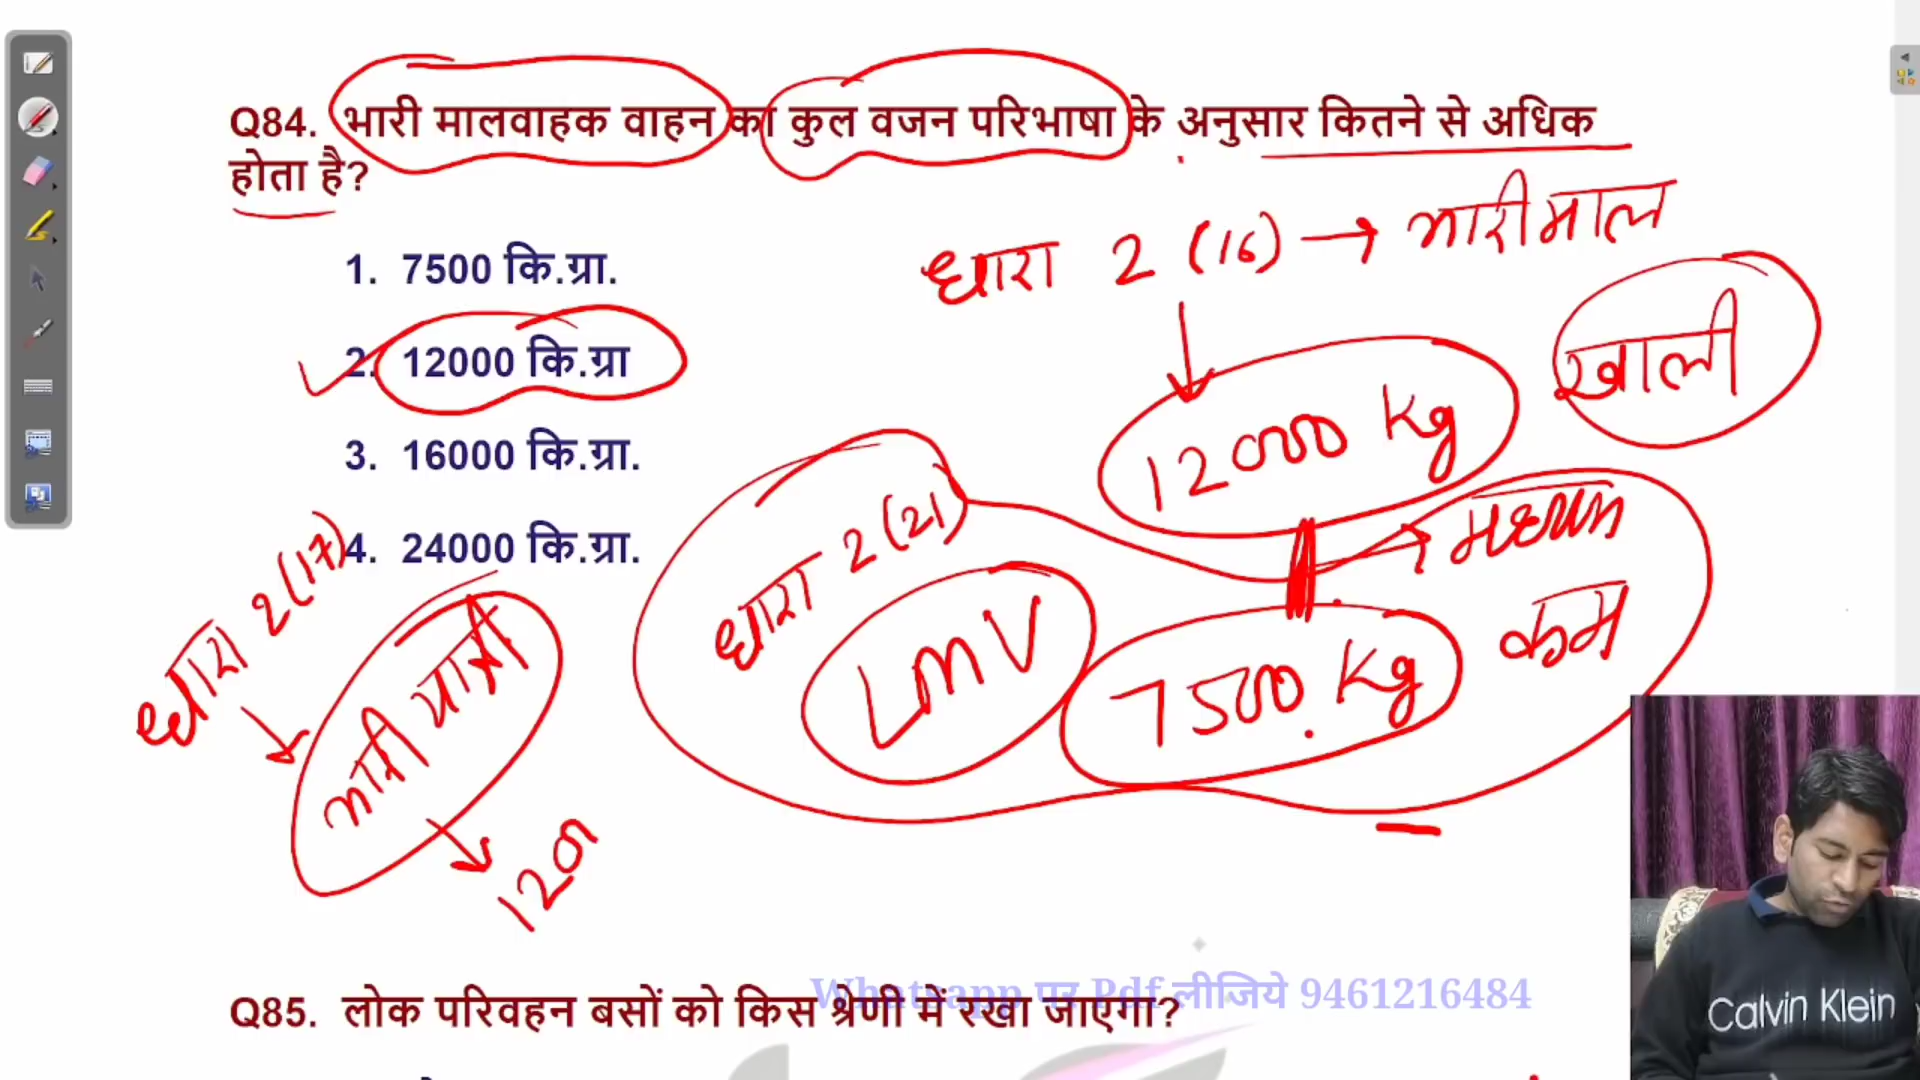 Q84. भारी मालवाहक वाहन का कुल वजन परिभाषा के अनुसार कितने से अधिक
होता है?
धारा 2 (16) → भारी माल
1. 7500 कि.ग्रा.
खाली
2. 12000 कि.ग्रा
12000 Kg
3. 16000 कि.ग्रा.
धारा 2 (21)
→ मध्यम
4. 24000 कि.ग्रा.
धारा 2 (17)
LMV
7500 Kg
कम
भारी यात्री
Whatsapp पर Pdf लीजिये 9461216484
Q85. लोक परिवहन बसों को किस श्रेणी में रखा जाएगा?
Calvin Klein